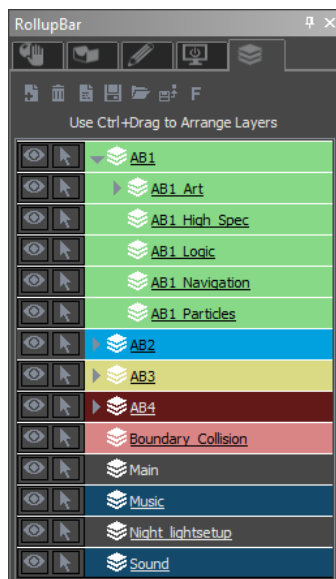 RollupBar
F
Use Ctrl+Drag to Arrange Layers
AB1
AB1_Art
AB1_High_Spec
AB1_Logic
AB1_Navigation
AB1_Particles
AB2
AB3
AB4
Boundary_Collision
Main
Music
Night_lightsetup
Sound